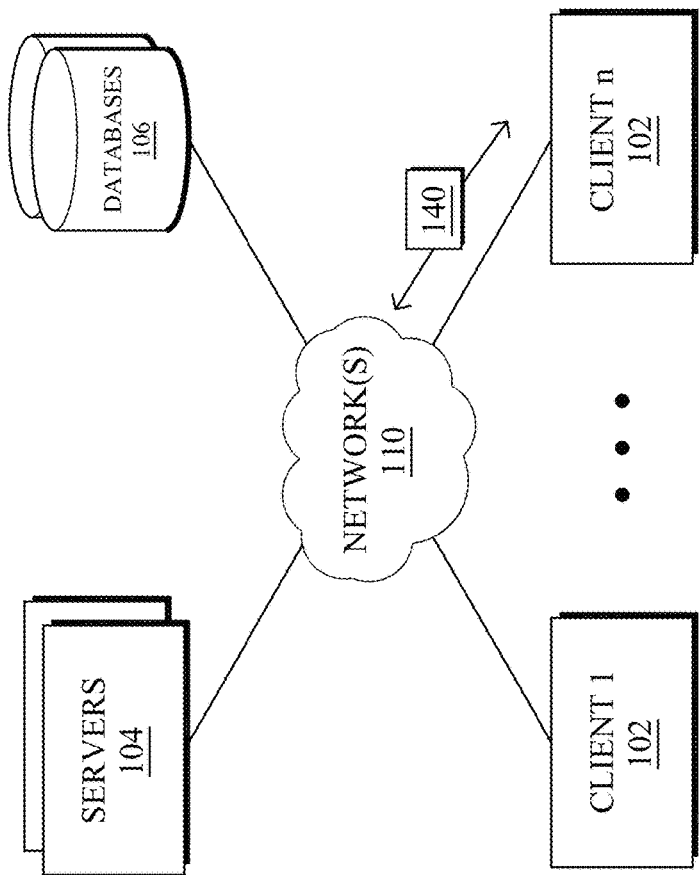 SERVERS
104
DATABASES
106
NETWORK(S)
110
140
CLIENT 1
102
CLIENT n
102